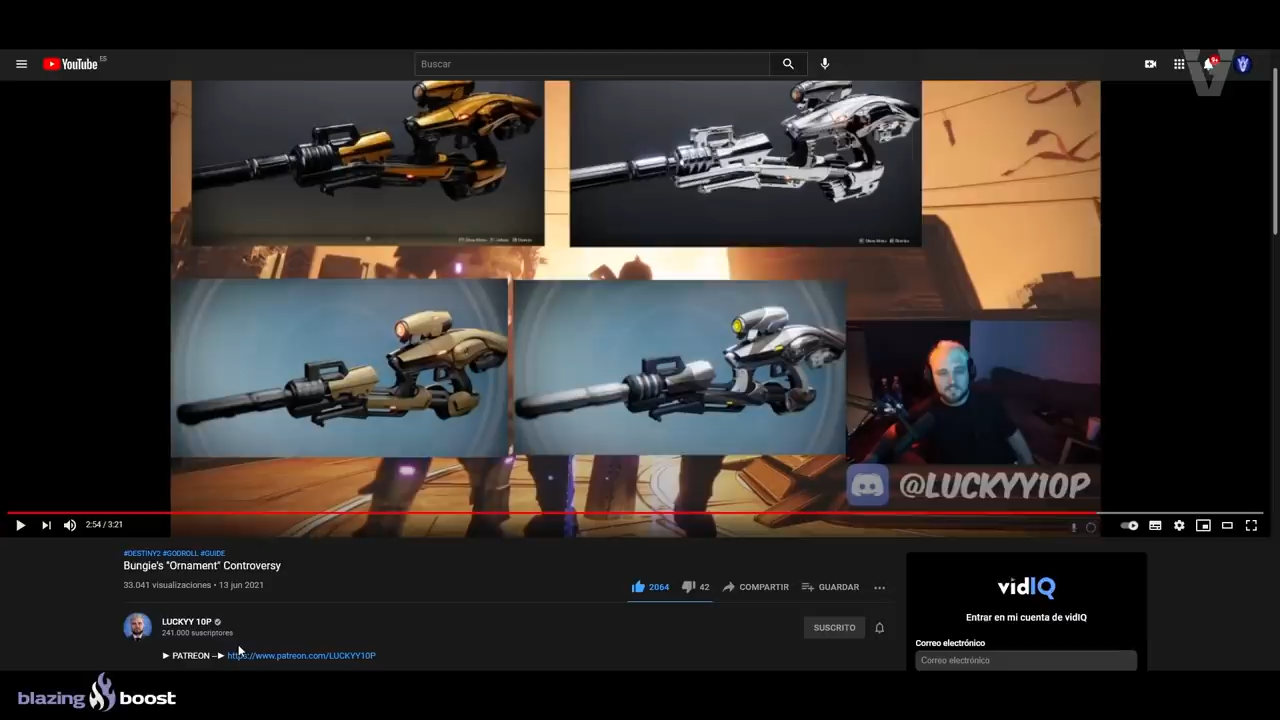 YouTube ES
Buscar
9+
@LUCKYY10P
2:54 / 3:21
#DESTINY2 #GODROLL #GUIDE
Bungie's "Ornament" Controversy
33.041 visualizaciones • 13 jun 2021
2064
42
COMPARTIR
GUARDAR
LUCKYY 10P
241.000 suscriptores
SUSCRITO
► PATREON –► https://www.patreon.com/LUCKYY10P
vidIQ
Entrar en mi cuenta de vidIQ
Correo electrónico
Correo electrónico
blazing boost